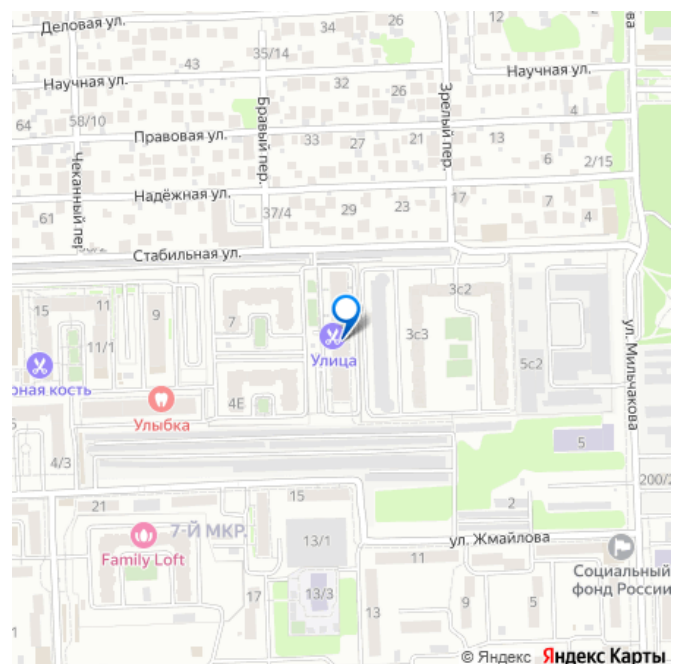 Деловая ул.
34
26
ова
35/14
43
Научная ул.
32
26
Научная ул.
Бравый пер.
Зрелый пер.
4
64
58/10
Правовая ул.
33
27
21
13
6
2/15
Чеканный пер.
Надёжная ул.
61
37/4
29
23
17
7
4
Стабильная ул.
15
11
9
7
3с2
3с3
11/1
5с2
ул. Мильчакова
Улица
рная кость
4Е
Улыбка
5
4/3
200/2
21
15
2
7-Й МКР.
13/1
ул. Жмайлова
Family Loft
11
Социальный
фонд России
17
13/3
13
9
5
© Яндекс Яндекс Карты